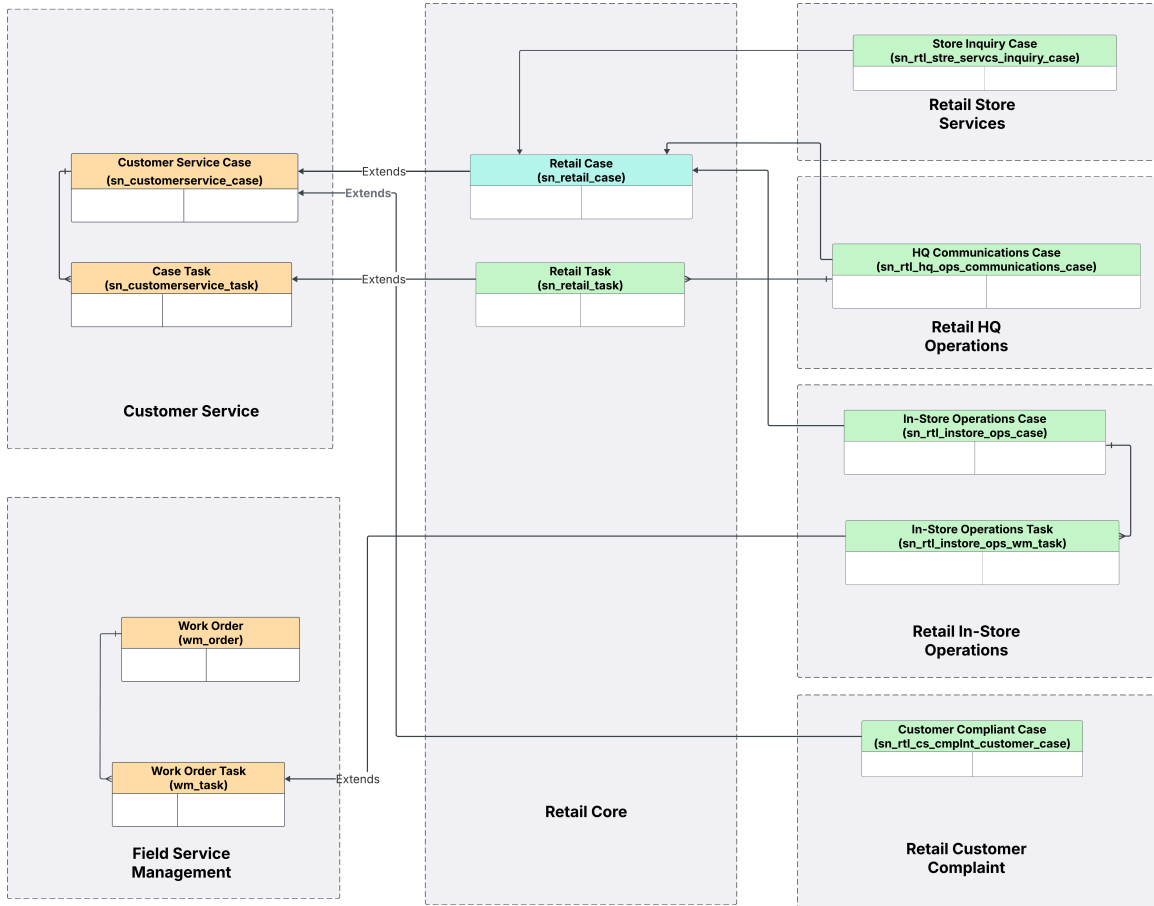 Store Inquiry Case
(sn_rtl_stre_servcs_inquiry_case)
Retail Store
Services
Customer Service Case
(sn_customerservice_case)
Extends
Retail Case
(sn_retail_case)
Extends
Case Task
(sn_customerservice_task)
Extends
Retail Task
(sn_retail_task)
HQ Communications Case
(sn_rtl_hq_ops_communications_case)
Retail HQ
Operations
Customer Service
In-Store Operations Case
(sn_rtl_instore_ops_case)
In-Store Operations Task
(sn_rtl_instore_ops_wm_task)
Retail In-Store
Operations
Work Order
(wm_order)
Work Order Task
(wm_task)
Extends
Field Service
Management
Retail Core
Customer Compliant Case
(sn_rtl_cs_cmplnt_customer_case)
Retail Customer
Complaint